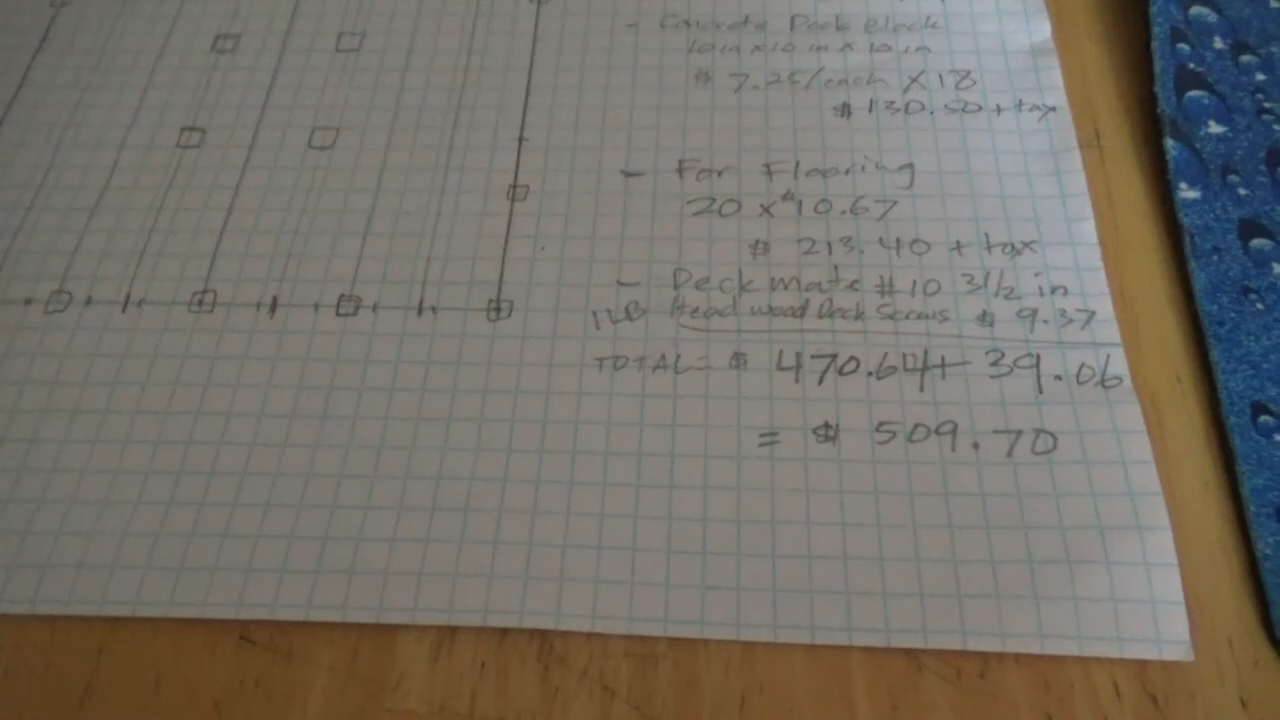 - Concrete Deck Block
10 in x 10 in x 10 in
$ 7.25/each X 18
$ 130.50 + tax
- For Flooring
20 x $10.67
$ 213.40 + tax
- Deck mate #10 3 1/2 in
1LB Head wood Deck Screws $ 9.37
TOTAL = $ 470.64 + 39.06
= $ 509.70